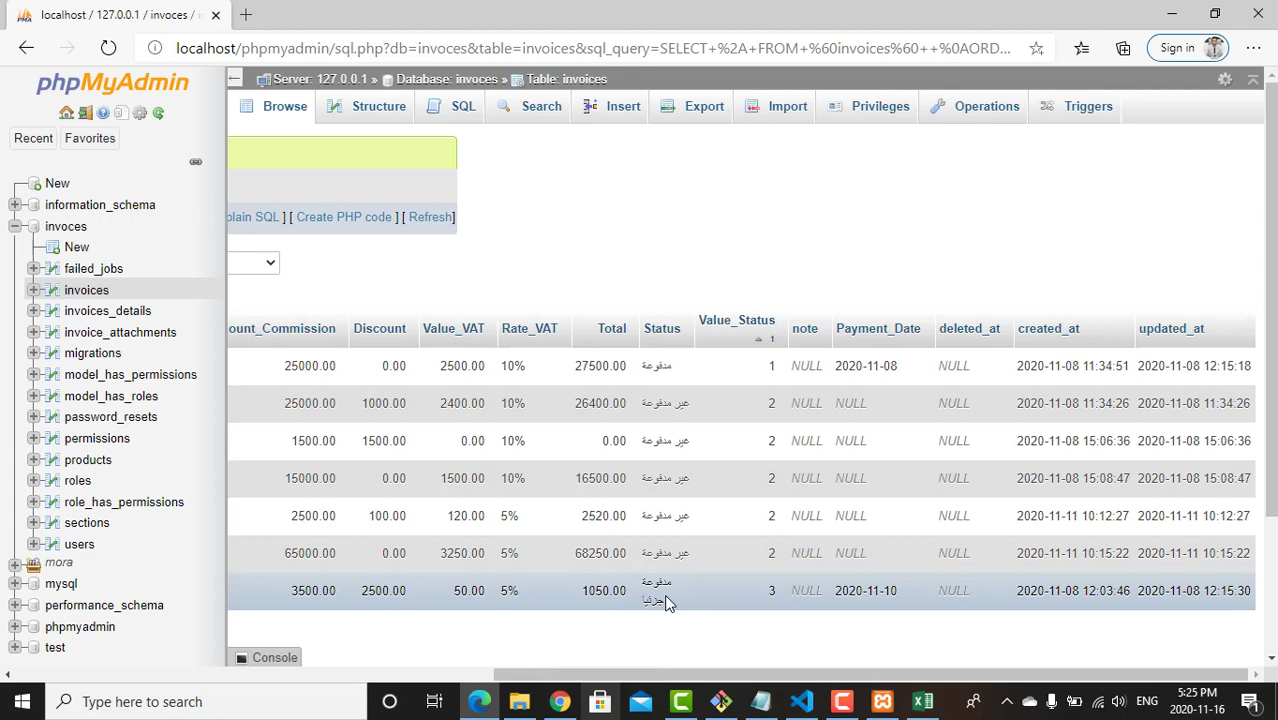 localhost / 127.0.0.1 / invoces /
localhost/phpmyadmin/sql.php?db=invoces&table=invoices&sql_query=SELECT+%2A+FROM+%60invoices%60++%0AORD...
Sign in
phpMyAdmin
Recent
Favorites
New
information_schema
invoces
New
failed_jobs
invoices
invoices_details
invoice_attachments
migrations
model_has_permissions
model_has_roles
password_resets
permissions
products
roles
role_has_permissions
sections
users
mora
mysql
performance_schema
phpmyadmin
test
Server: 127.0.0.1 » Database: invoces » Table: invoices
Browse Structure SQL Search Insert Export Import Privileges Operations Triggers
plain SQL ] [ Create PHP code ] [ Refresh]
ount_Commission Discount Value_VAT Rate_VAT Total Status Value_Status 1 note Payment_Date deleted_at created_at updated_at
25000.00 0.00 2500.00 10% 27500.00 مدفوعة 1 NULL 2020-11-08 NULL 2020-11-08 11:34:51 2020-11-08 12:15:18
25000.00 1000.00 2400.00 10% 26400.00 غير مدفوعة 2 NULL NULL NULL 2020-11-08 11:34:26 2020-11-08 11:34:26
1500.00 1500.00 0.00 10% 0.00 غير مدفوعة 2 NULL NULL NULL 2020-11-08 15:06:36 2020-11-08 15:06:36
15000.00 0.00 1500.00 10% 16500.00 غير مدفوعة 2 NULL NULL NULL 2020-11-08 15:08:47 2020-11-08 15:08:47
2500.00 100.00 120.00 5% 2520.00 غير مدفوعة 2 NULL NULL NULL 2020-11-11 10:12:27 2020-11-11 10:12:27
65000.00 0.00 3250.00 5% 68250.00 غير مدفوعة 2 NULL NULL NULL 2020-11-11 10:15:22 2020-11-11 10:15:22
3500.00 2500.00 50.00 5% 1050.00 مدفوعة جزئيا 3 NULL 2020-11-10 NULL 2020-11-08 12:03:46 2020-11-08 12:15:30
Console
Type here to search
ENG
5:25 PM
2020-11-16